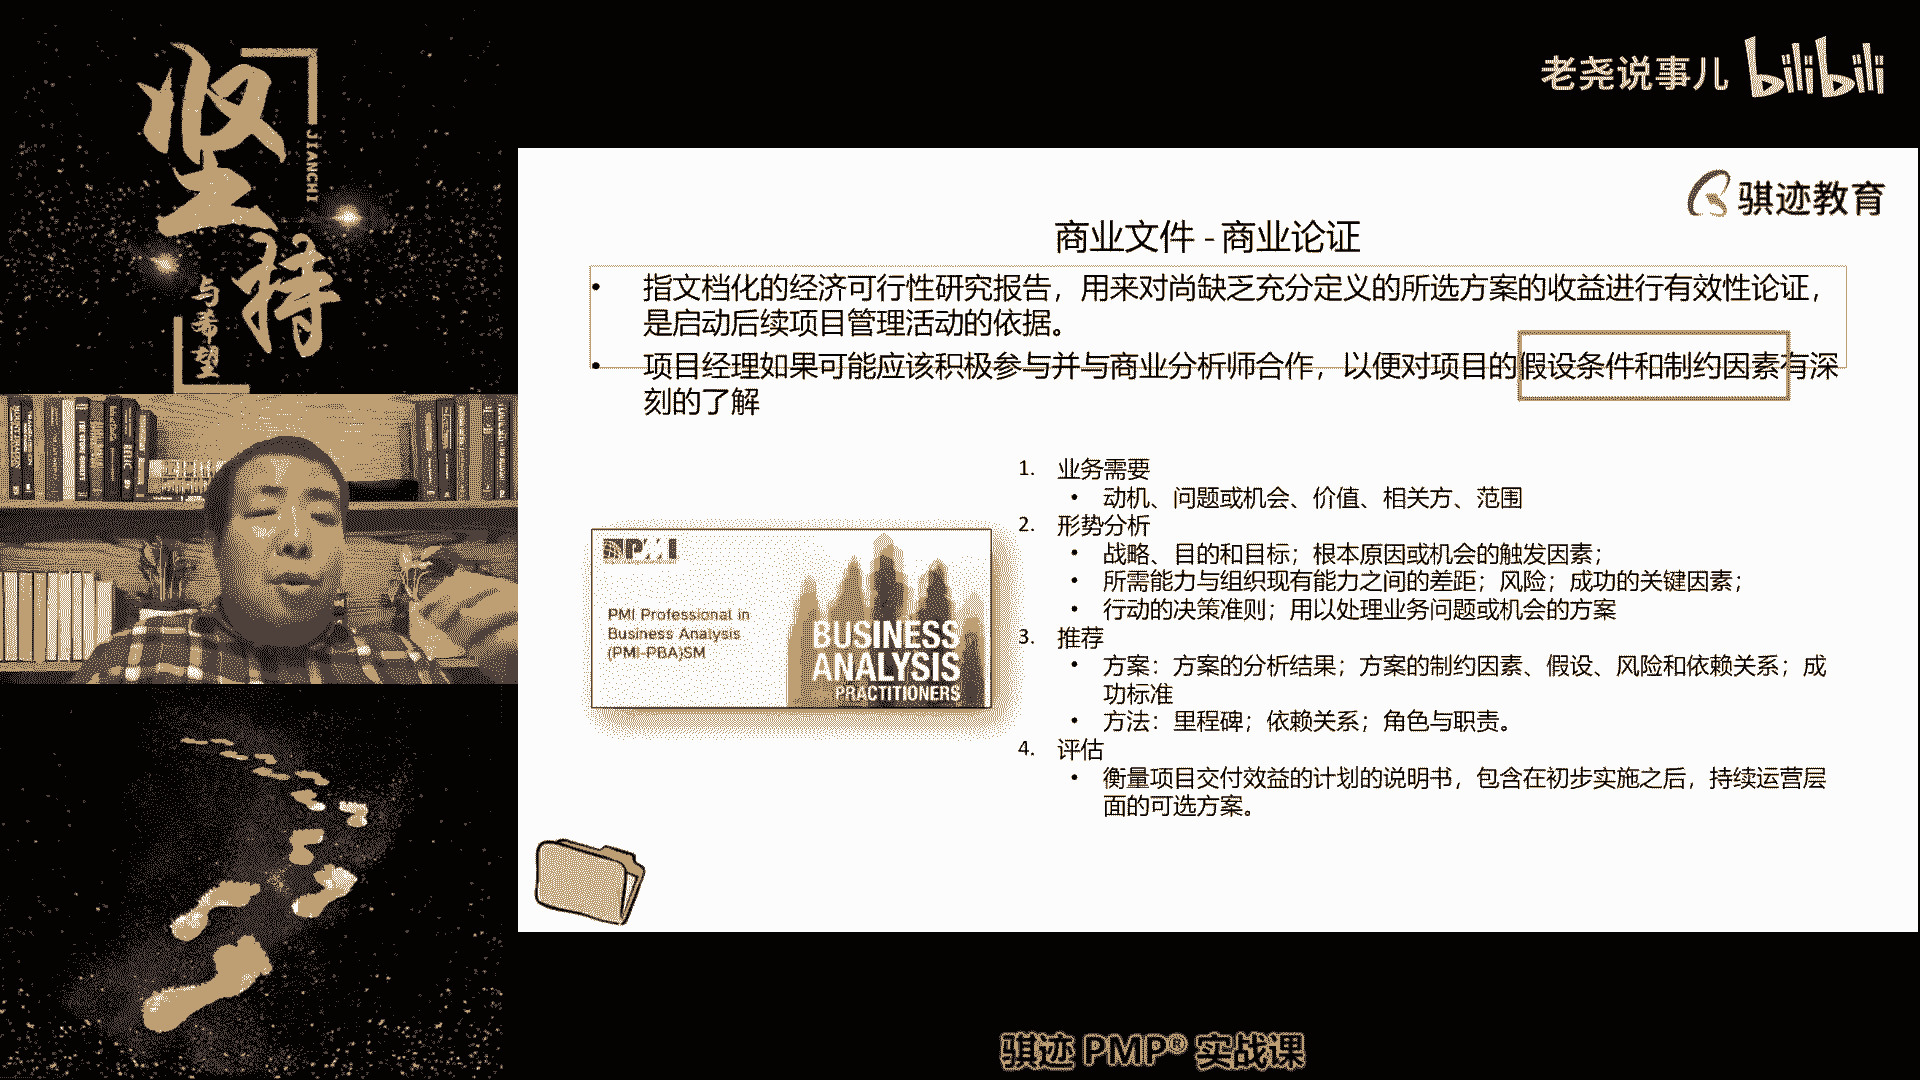 坚持
JIANCHI
与希望
老尧说事儿 bilibili
骐迹教育
商业文件 - 商业论证
• 指文档化的经济可行性研究报告，用来对尚缺乏充分定义的所选方案的收益进行有效性论证，
是启动后续项目管理活动的依据。
• 项目经理如果可能应该积极参与并与商业分析师合作，以便对项目的假设条件和制约因素有深
刻的了解
PMI
PMI Professional in
Business Analysis
(PMI-PBA)SM
BUSINESS
ANALYSIS
PRACTITIONERS
1. 业务需要
• 动机、问题或机会、价值、相关方、范围
2. 形势分析
• 战略、目的和目标；根本原因或机会的触发因素；
• 所需能力与组织现有能力之间的差距；风险；成功的关键因素；
• 行动的决策准则；用以处理业务问题或机会的方案
3. 推荐
• 方案：方案的分析结果；方案的制约因素、假设、风险和依赖关系；成
功标准
• 方法：里程碑；依赖关系；角色与职责。
4. 评估
• 衡量项目交付效益的计划的说明书，包含在初步实施之后，持续运营层
面的可选方案。
骐迹 PMP® 实战课